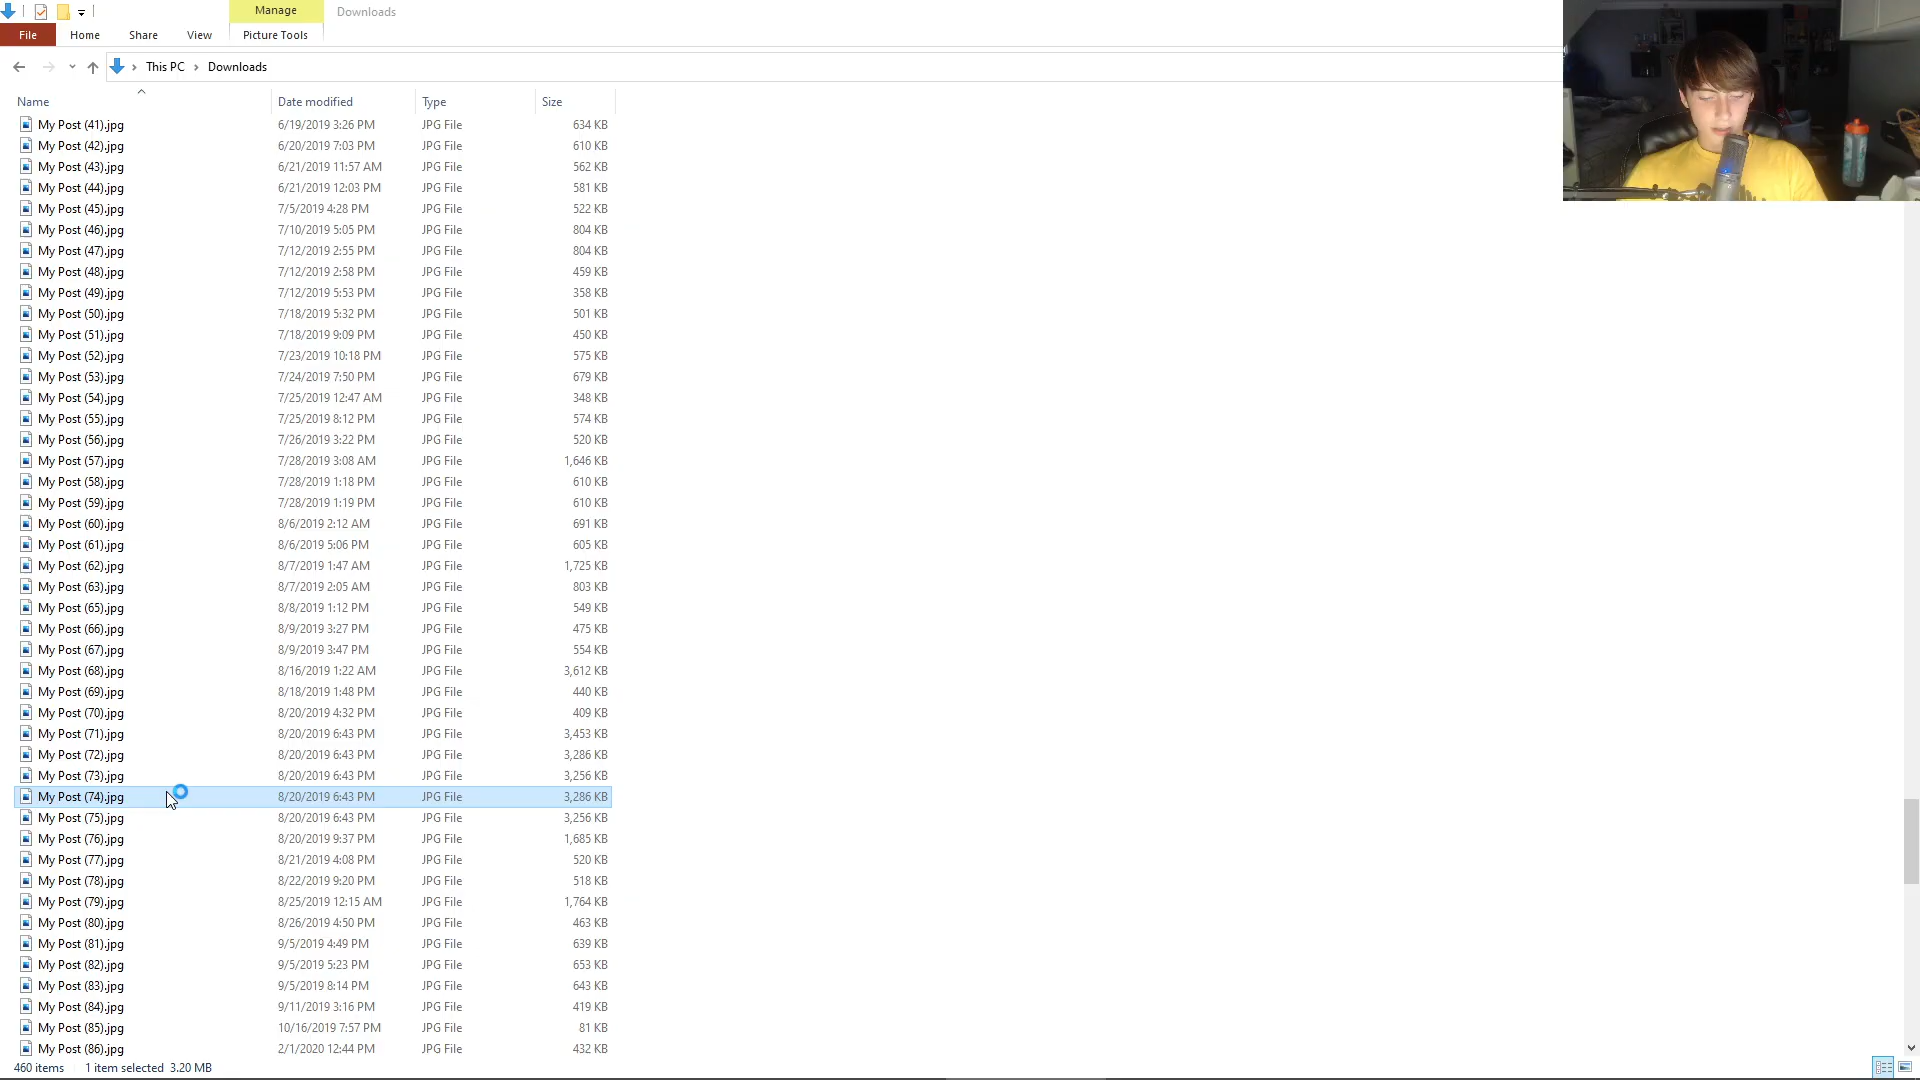 Manage Downloads
File Home Share View Picture Tools
This PC Downloads
Name Date modified Type Size
My Post (41).jpg 6/19/2019 3:26 PM JPG File 634 KB
My Post (42).jpg 6/20/2019 7:03 PM JPG File 610 KB
My Post (43).jpg 6/21/2019 11:57 AM JPG File 562 KB
My Post (44).jpg 6/21/2019 12:03 PM JPG File 581 KB
My Post (45).jpg 7/5/2019 4:28 PM JPG File 522 KB
My Post (46).jpg 7/10/2019 5:05 PM JPG File 804 KB
My Post (47).jpg 7/12/2019 2:55 PM JPG File 804 KB
My Post (48).jpg 7/12/2019 2:58 PM JPG File 459 KB
My Post (49).jpg 7/12/2019 5:53 PM JPG File 358 KB
My Post (50).jpg 7/18/2019 5:32 PM JPG File 501 KB
My Post (51).jpg 7/18/2019 9:09 PM JPG File 450 KB
My Post (52).jpg 7/23/2019 10:18 PM JPG File 575 KB
My Post (53).jpg 7/24/2019 7:50 PM JPG File 679 KB
My Post (54).jpg 7/25/2019 12:47 AM JPG File 348 KB
My Post (55).jpg 7/25/2019 8:12 PM JPG File 574 KB
My Post (56).jpg 7/26/2019 3:22 PM JPG File 520 KB
My Post (57).jpg 7/28/2019 3:08 AM JPG File 1,646 KB
My Post (58).jpg 7/28/2019 1:18 PM JPG File 610 KB
My Post (59).jpg 7/28/2019 1:19 PM JPG File 610 KB
My Post (60).jpg 8/6/2019 2:12 AM JPG File 691 KB
My Post (61).jpg 8/6/2019 5:06 PM JPG File 605 KB
My Post (62).jpg 8/7/2019 1:47 AM JPG File 1,725 KB
My Post (63).jpg 8/7/2019 2:05 AM JPG File 803 KB
My Post (65).jpg 8/8/2019 1:12 PM JPG File 549 KB
My Post (66).jpg 8/9/2019 3:27 PM JPG File 475 KB
My Post (67).jpg 8/9/2019 3:47 PM JPG File 554 KB
My Post (68).jpg 8/16/2019 1:22 AM JPG File 3,612 KB
My Post (69).jpg 8/18/2019 1:48 PM JPG File 440 KB
My Post (70).jpg 8/20/2019 4:32 PM JPG File 409 KB
My Post (71).jpg 8/20/2019 6:43 PM JPG File 3,453 KB
My Post (72).jpg 8/20/2019 6:43 PM JPG File 3,286 KB
My Post (73).jpg 8/20/2019 6:43 PM JPG File 3,256 KB
My Post (74).jpg 8/20/2019 6:43 PM JPG File 3,286 KB
My Post (75).jpg 8/20/2019 6:43 PM JPG File 3,256 KB
My Post (76).jpg 8/20/2019 9:37 PM JPG File 1,685 KB
My Post (77).jpg 8/21/2019 4:08 PM JPG File 520 KB
My Post (78).jpg 8/22/2019 9:20 PM JPG File 518 KB
My Post (79).jpg 8/25/2019 12:15 AM JPG File 1,764 KB
My Post (80).jpg 8/26/2019 4:50 PM JPG File 463 KB
My Post (81).jpg 9/5/2019 4:49 PM JPG File 639 KB
My Post (82).jpg 9/5/2019 5:23 PM JPG File 653 KB
My Post (83).jpg 9/5/2019 8:14 PM JPG File 643 KB
My Post (84).jpg 9/11/2019 3:16 PM JPG File 419 KB
My Post (85).jpg 10/16/2019 7:57 PM JPG File 81 KB
My Post (86).jpg 2/1/2020 12:44 PM JPG File 432 KB
460 items 1 item selected 3.20 MB